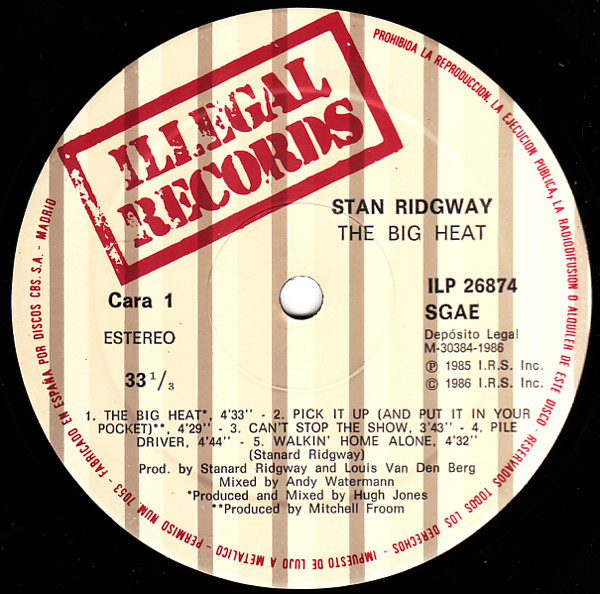 ILLEGAL
RECORDS
STAN RIDGWAY
THE BIG HEAT
Cara 1
ESTEREO
33 1/3
ILP 26874
SGAE
Depósito Legal
M-30384-1986
Ⓟ 1985 I.R.S. Inc.
© 1986 I.R.S. Inc.
1. THE BIG HEAT*, 4'33'' - 2. PICK IT UP (AND PUT IT IN YOUR
POCKET)**, 4'29'' - 3. CAN'T STOP THE SHOW, 3'43'' - 4. PILE
DRIVER, 4'44'' - 5. WALKIN' HOME ALONE, 4'32''
(Stanard Ridgway)
Prod. by Stanard Ridgway and Louis Van Den Berg
Mixed by Andy Watermann
*Produced and Mixed by Hugh Jones
**Produced by Mitchell Froom
PROHIBIDA LA REPRODUCCION, LA EJECUCION PUBLICA, LA RADIODIFUSION O ALQUILER DE ESTE DISCO - RESERVADOS TODOS LOS DERECHOS - IMPUESTO DE LUJO A METALICO - PERMISO NUM. 7053 - FABRICADO EN ESPAÑA POR DISCOS CBS. S.A. - MADRID